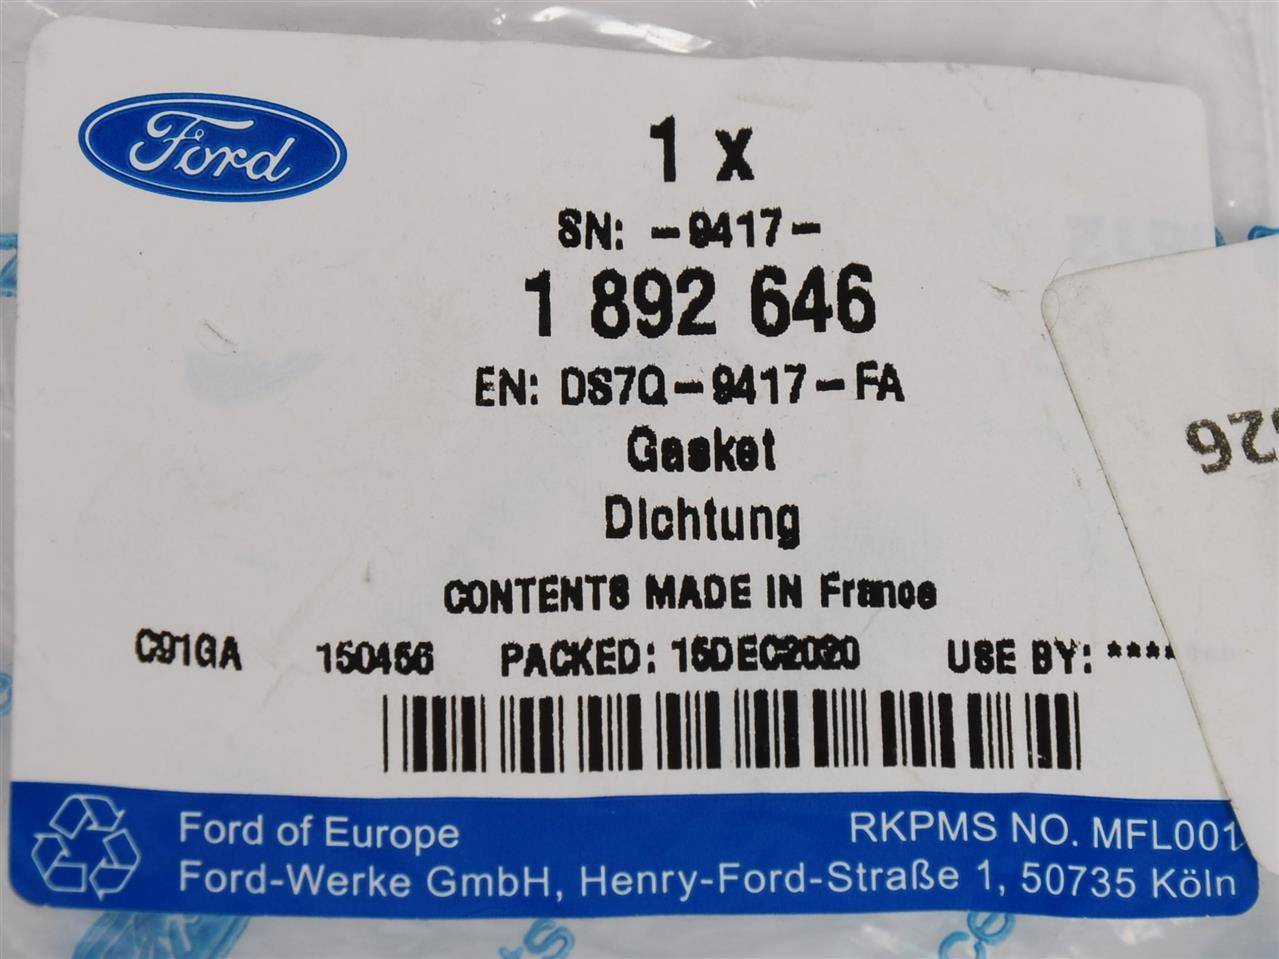 Ford
1 x
SN: -9417-
1 892 646
EN: DS7Q-9417-FA
Gasket
Dichtung
CONTENTS MADE IN France
C91GA 150456 PACKED: 15DEC2020 USE BY: ****
Ford of Europe RKPMS NO. MFL001
Ford-Werke GmbH, Henry-Ford-Straße 1, 50735 Köln